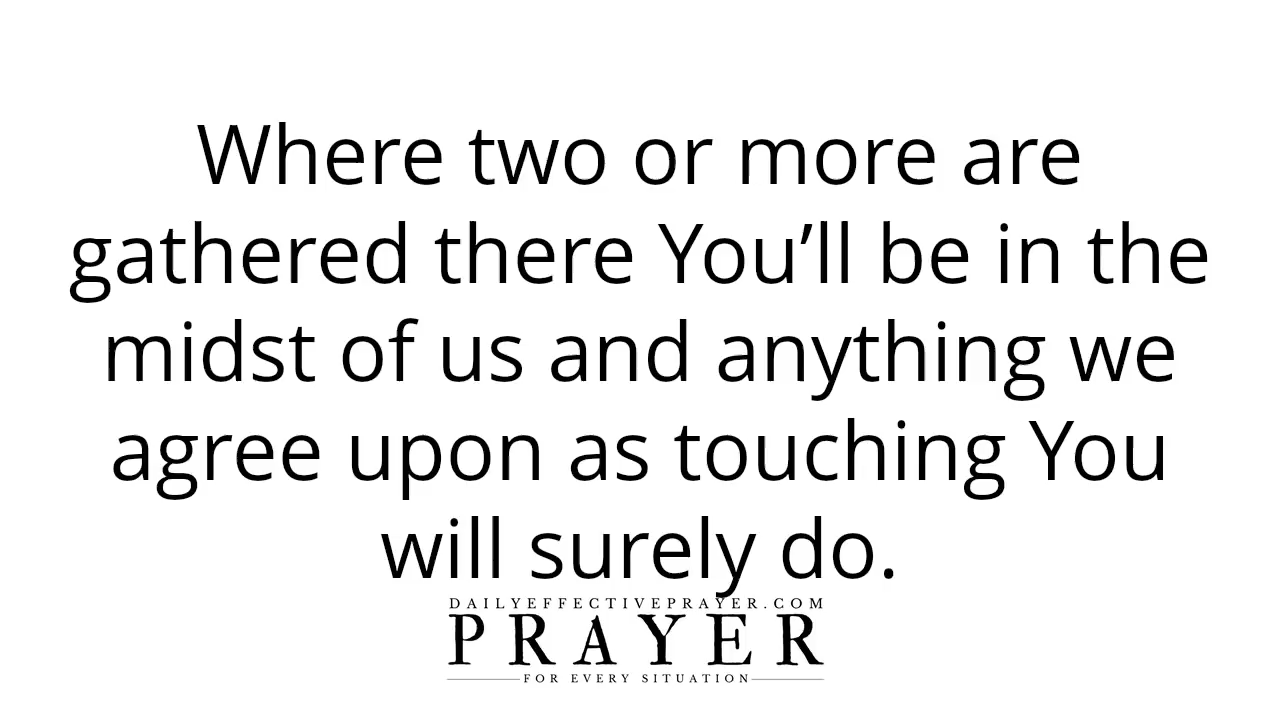 Where two or more are
gathered there You’ll be in the
midst of us and anything we
agree upon as touching You
will surely do.
DAILYEFFECTIVEPRAYER.COM
PRAYER
FOR EVERY SITUATION